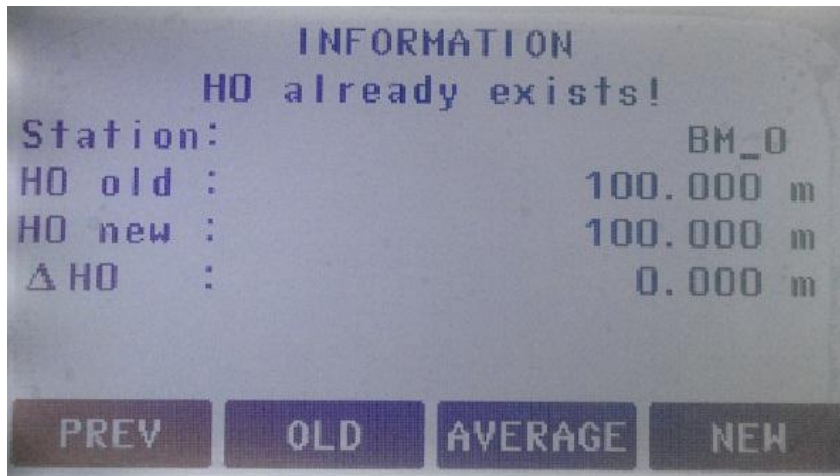 INFORMATION
H0 already exists!
Station: BM_0
H0 old : 100.000 m
H0 new : 100.000 m
Δ H0 : 0.000 m
PREV OLD AVERAGE NEW